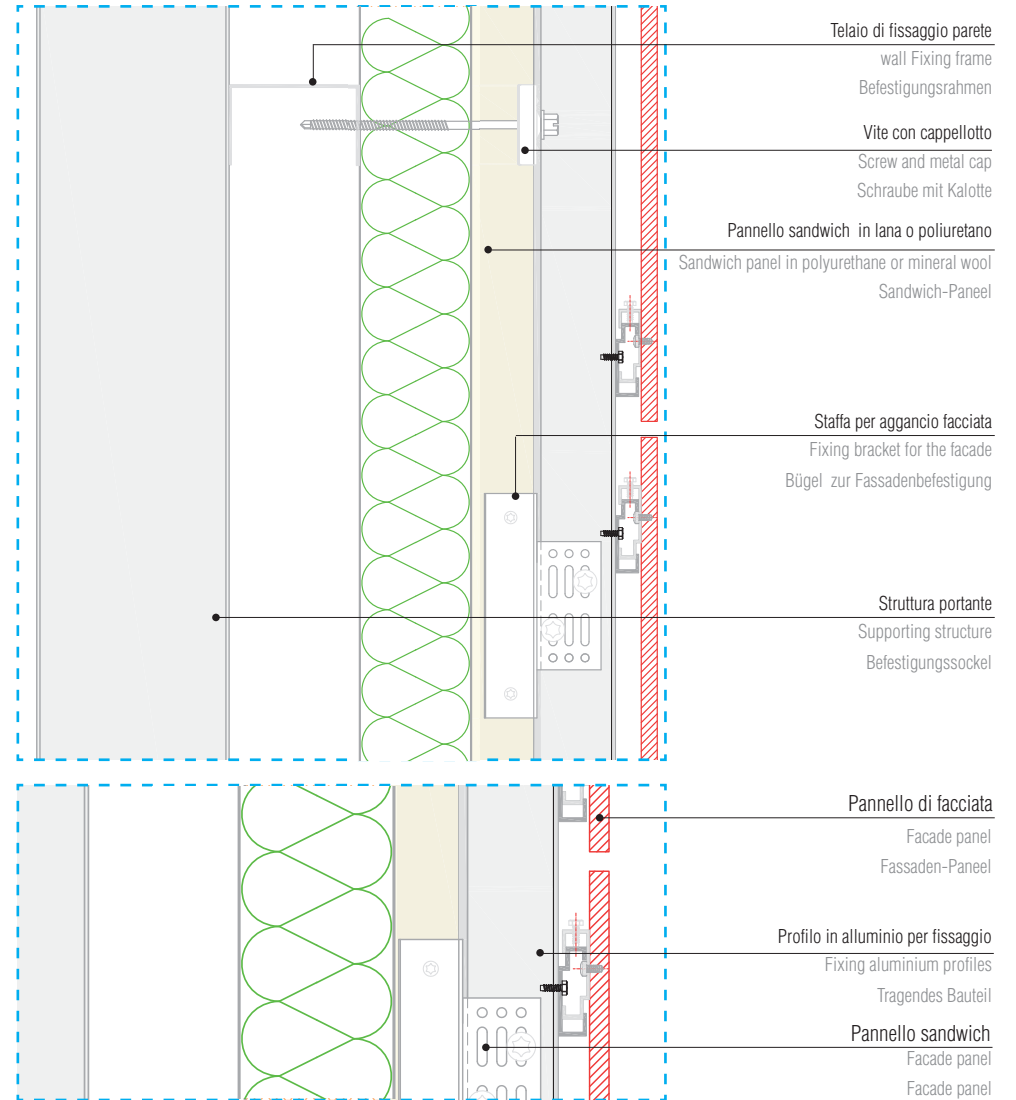 Telaio di fissaggio parete
wall Fixing frame
Befestigungsrahmen
Vite con cappellotto
Screw and metal cap
Schraube mit Kalotte
Pannello sandwich in lana o poliuretano
Sandwich panel in polyurethane or mineral wool
Sandwich-Paneel
Staffa per aggancio facciata
Fixing bracket for the facade
Bügel zur Fassadenbefestigung
Struttura portante
Supporting structure
Befestigungssockel
Pannello di facciata
Facade panel
Fassaden-Paneel
Profilo in alluminio per fissaggio
Fixing aluminium profiles
Tragendes Bauteil
Pannello sandwich
Facade panel
Facade panel